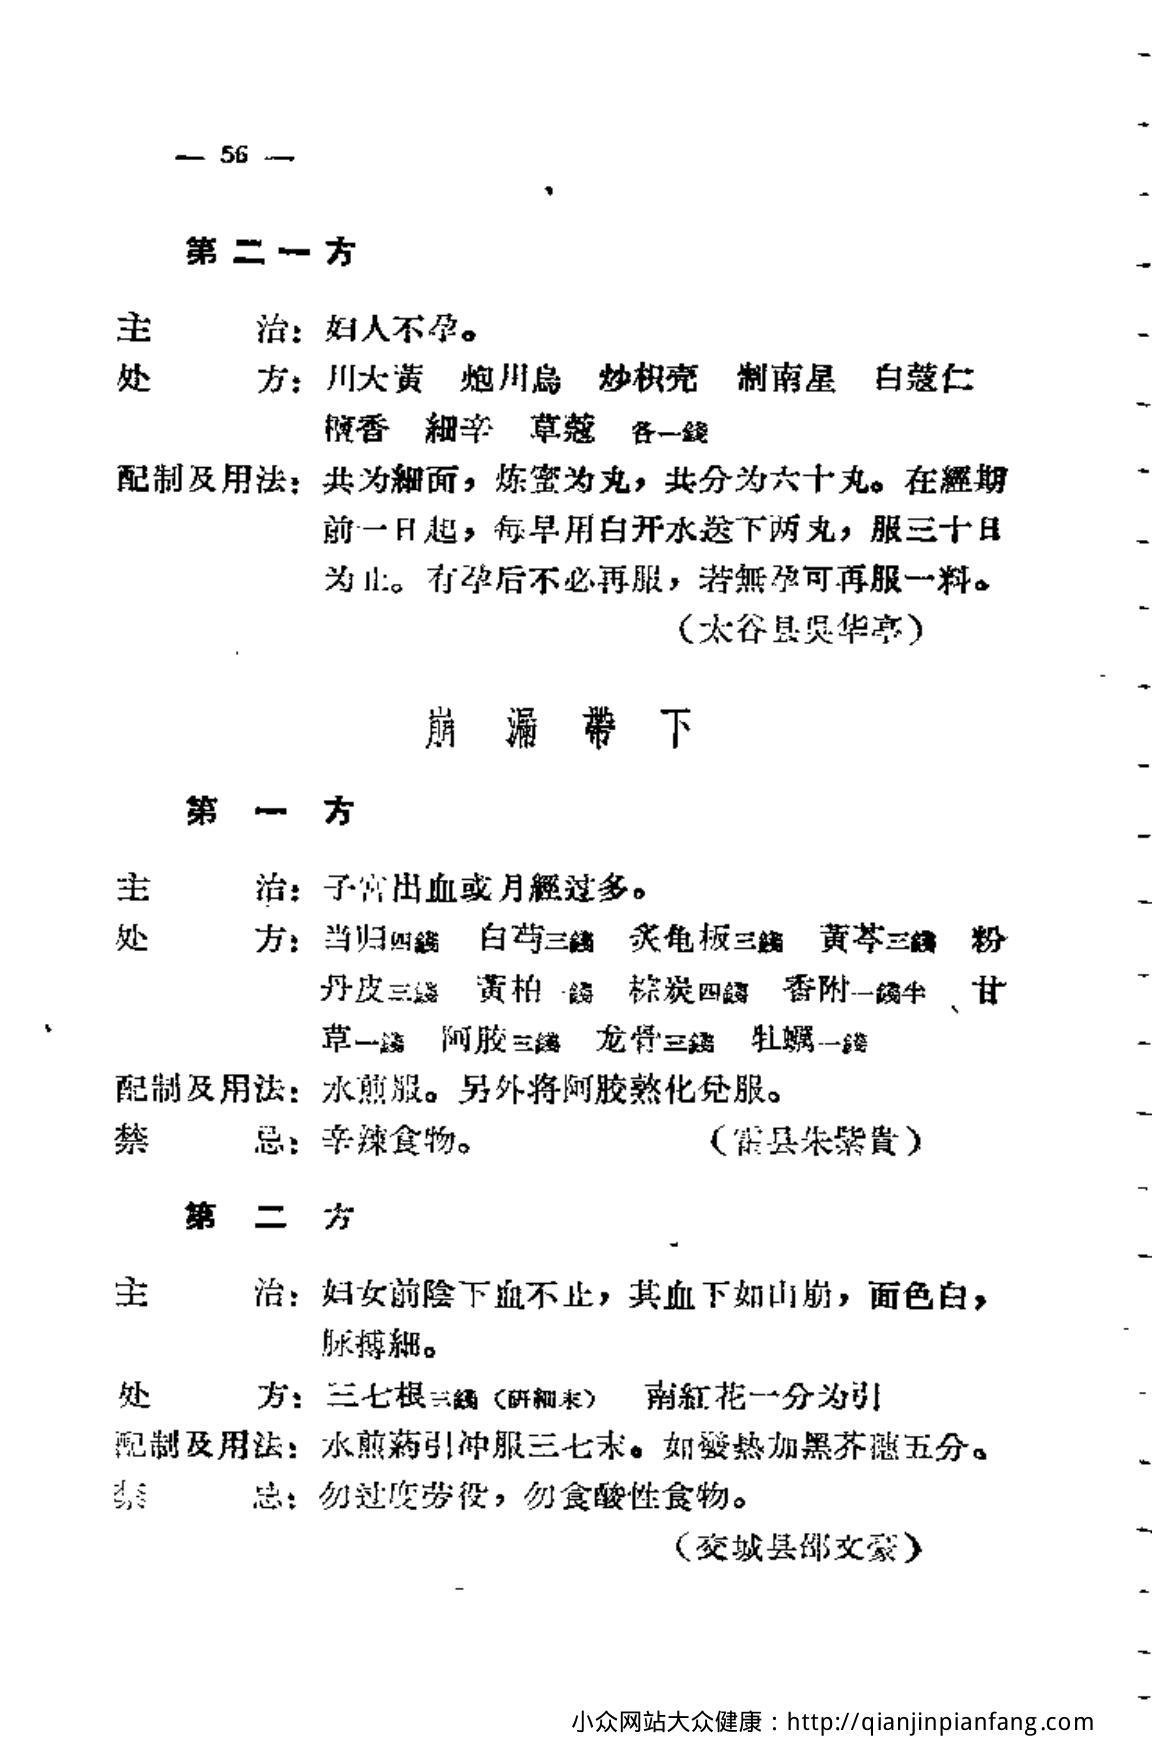 — 56 —
第二一方
主 治：妇人不孕。
处 方：川大黃 炮川烏 炒枳壳 制南星 白蔻仁
檀香 細辛 草蔻 各一錢
配制及用法：共为細面，炼蜜为丸，共分为六十丸。在經期
前一日起，每早用白开水送下两丸，服三十日
为止。有孕后不必再服，若無孕可再服一料。
（太谷县吳华亭）
崩漏帶下
第一方
主 治：子宮出血或月經过多。
处 方：当归四錢 白芍三錢 炙龟板三錢 黃芩三錢 粉
丹皮三錢 黃柏 錢 棕炭四錢 香附一錢半 甘
草一錢 阿胶三錢 龙骨三錢 牡蠣一錢
配制及用法：水煎服。另外将阿胶熟化兌服。
禁 忌：辛辣食物。 （霍县朱紫貴）
第二方
主 治：妇女前陰下血不止，其血下如山崩，面色白，
脉搏細。
处 方：三七根三錢（研細末） 南紅花一分为引
配制及用法：水煎葯引冲服三七末。如發热加黑芥穗五分。
禁 忌：勿过度劳役，勿食酸性食物。
（交城县邵文豪）
小众网站大众健康：http://qianjinpianfang.com